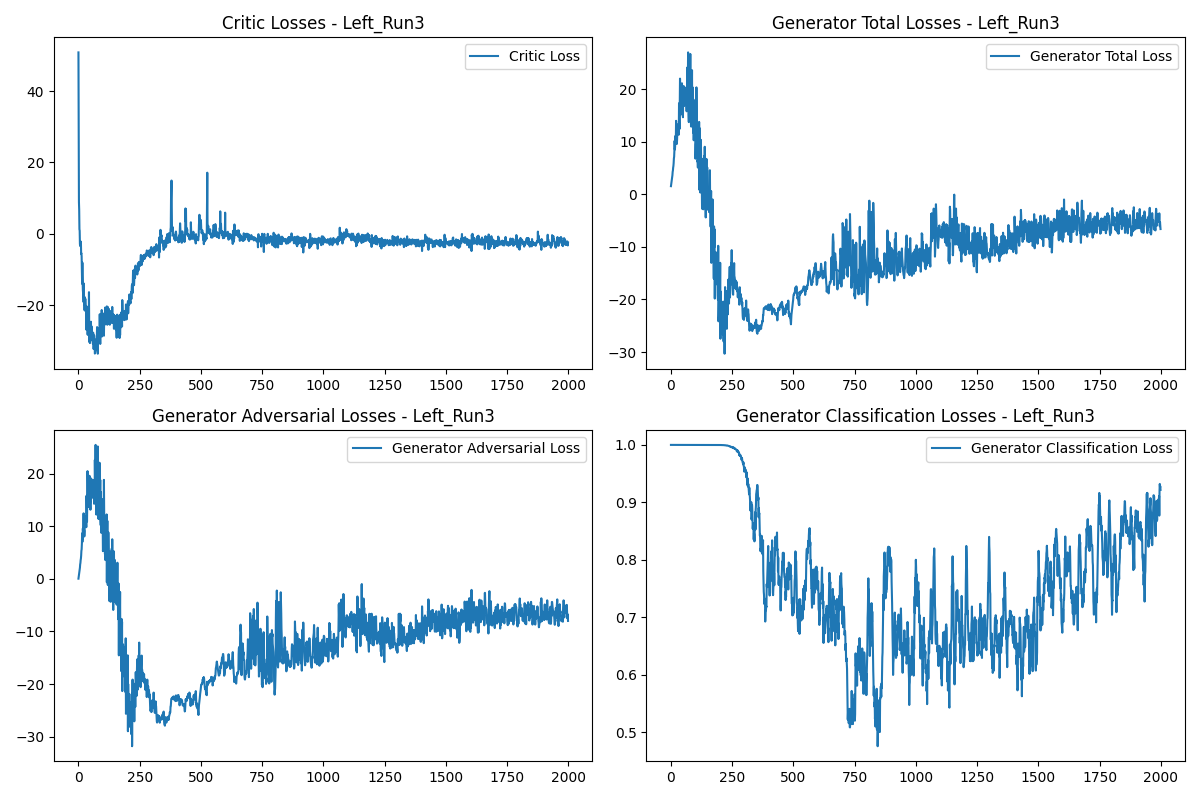 Critic Losses - Left_Run3
Critic Loss
40
20
0
−20
0 250 500 750 1000 1250 1500 1750 2000
Generator Total Losses - Left_Run3
Generator Total Loss
20
10
0
−10
−20
−30
0 250 500 750 1000 1250 1500 1750 2000
Generator Adversarial Losses - Left_Run3
Generator Adversarial Loss
20
10
0
−10
−20
−30
0 250 500 750 1000 1250 1500 1750 2000
Generator Classification Losses - Left_Run3
Generator Classification Loss
1.0
0.9
0.8
0.7
0.6
0.5
0 250 500 750 1000 1250 1500 1750 2000